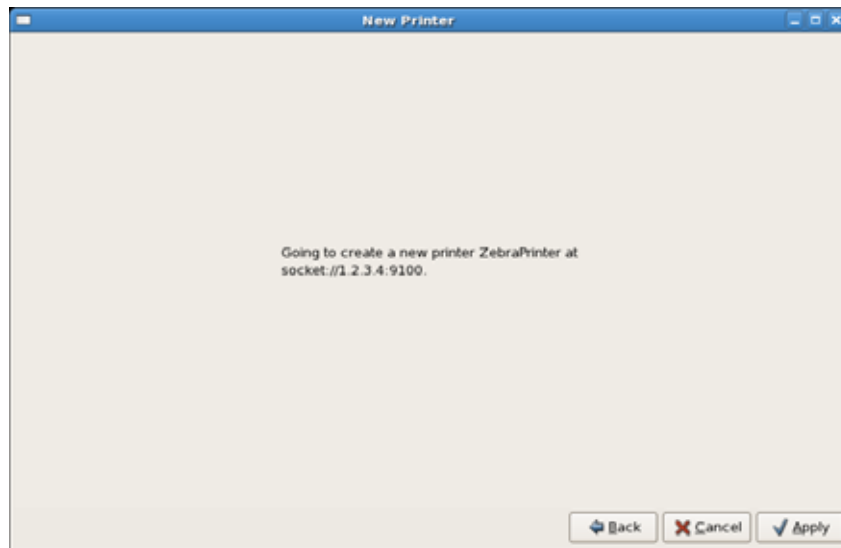 New Printer
Going to create a new printer ZebraPrinter at
socket://1.2.3.4:9100.
Back
Cancel
Apply